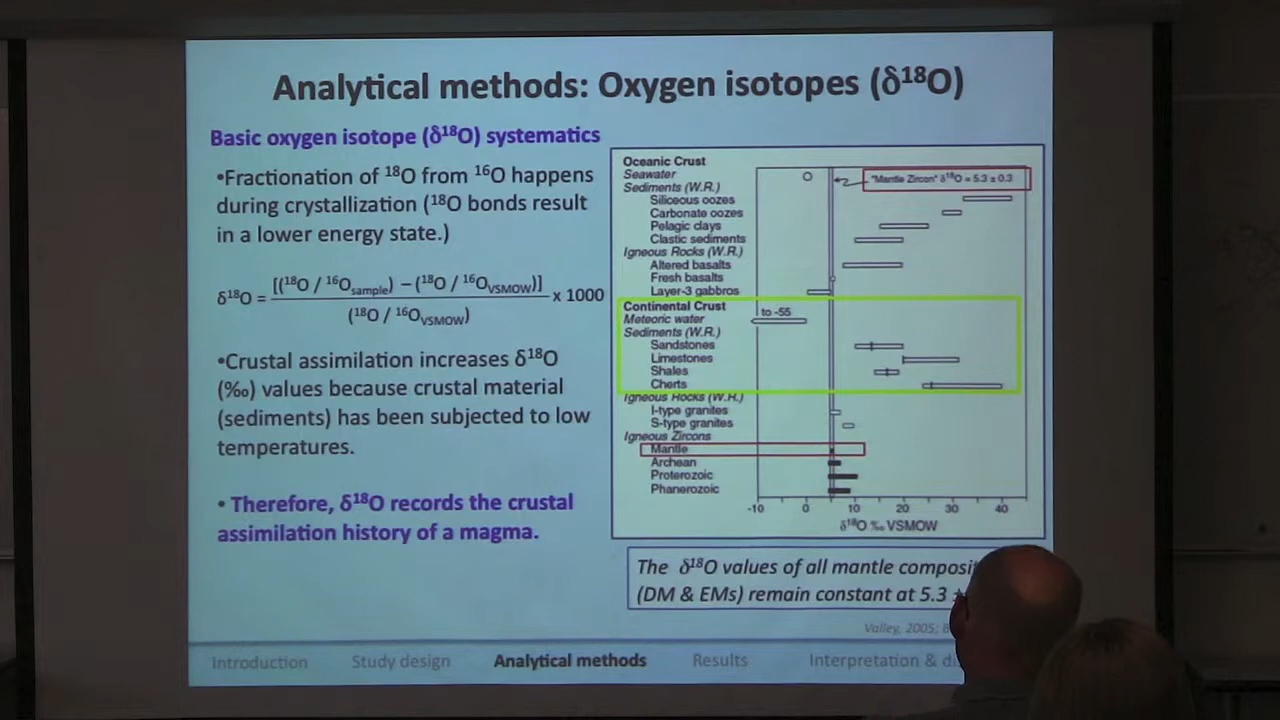 Analytical methods: Oxygen isotopes (δ¹⁸O)
Basic oxygen isotope (δ¹⁸O) systematics
•Fractionation of ¹⁸O from ¹⁶O happens
during crystallization (¹⁸O bonds result
in a lower energy state.)
δ¹⁸O = [(¹⁸O / ¹⁶Osample) – (¹⁸O / ¹⁶OVSMOW)] x 1000
(¹⁸O / ¹⁶OVSMOW)
•Crustal assimilation increases δ¹⁸O
(‰) values because crustal material
(sediments) has been subjected to low
temperatures.
• Therefore, δ¹⁸O records the crustal
assimilation history of a magma.
Oceanic Crust
Seawater
"Mantle Zircon" δ¹⁸O = 5.3 ± 0.3
Sediments (W.R.)
Siliceous oozes
Carbonate oozes
Pelagic clays
Clastic sediments
Igneous Rocks (W.R.)
Altered basalts
Fresh basalts
Layer-3 gabbros
Continental Crust
Meteoric water
to -55
Sediments (W.R.)
Sandstones
Limestones
Shales
Cherts
Igneous Rocks (W.R.)
I-type granites
S-type granites
Igneous Zircons
Mantle
Archean
Proterozoic
Phanerozoic
-10 0 10 20 30 40
δ¹⁸O ‰ VSMOW
The δ¹⁸O values of all mantle
(DM & EMs) remain constant at 5.3
Valley, 2005;
Introduction Study design Analytical methods Results Interpretation &